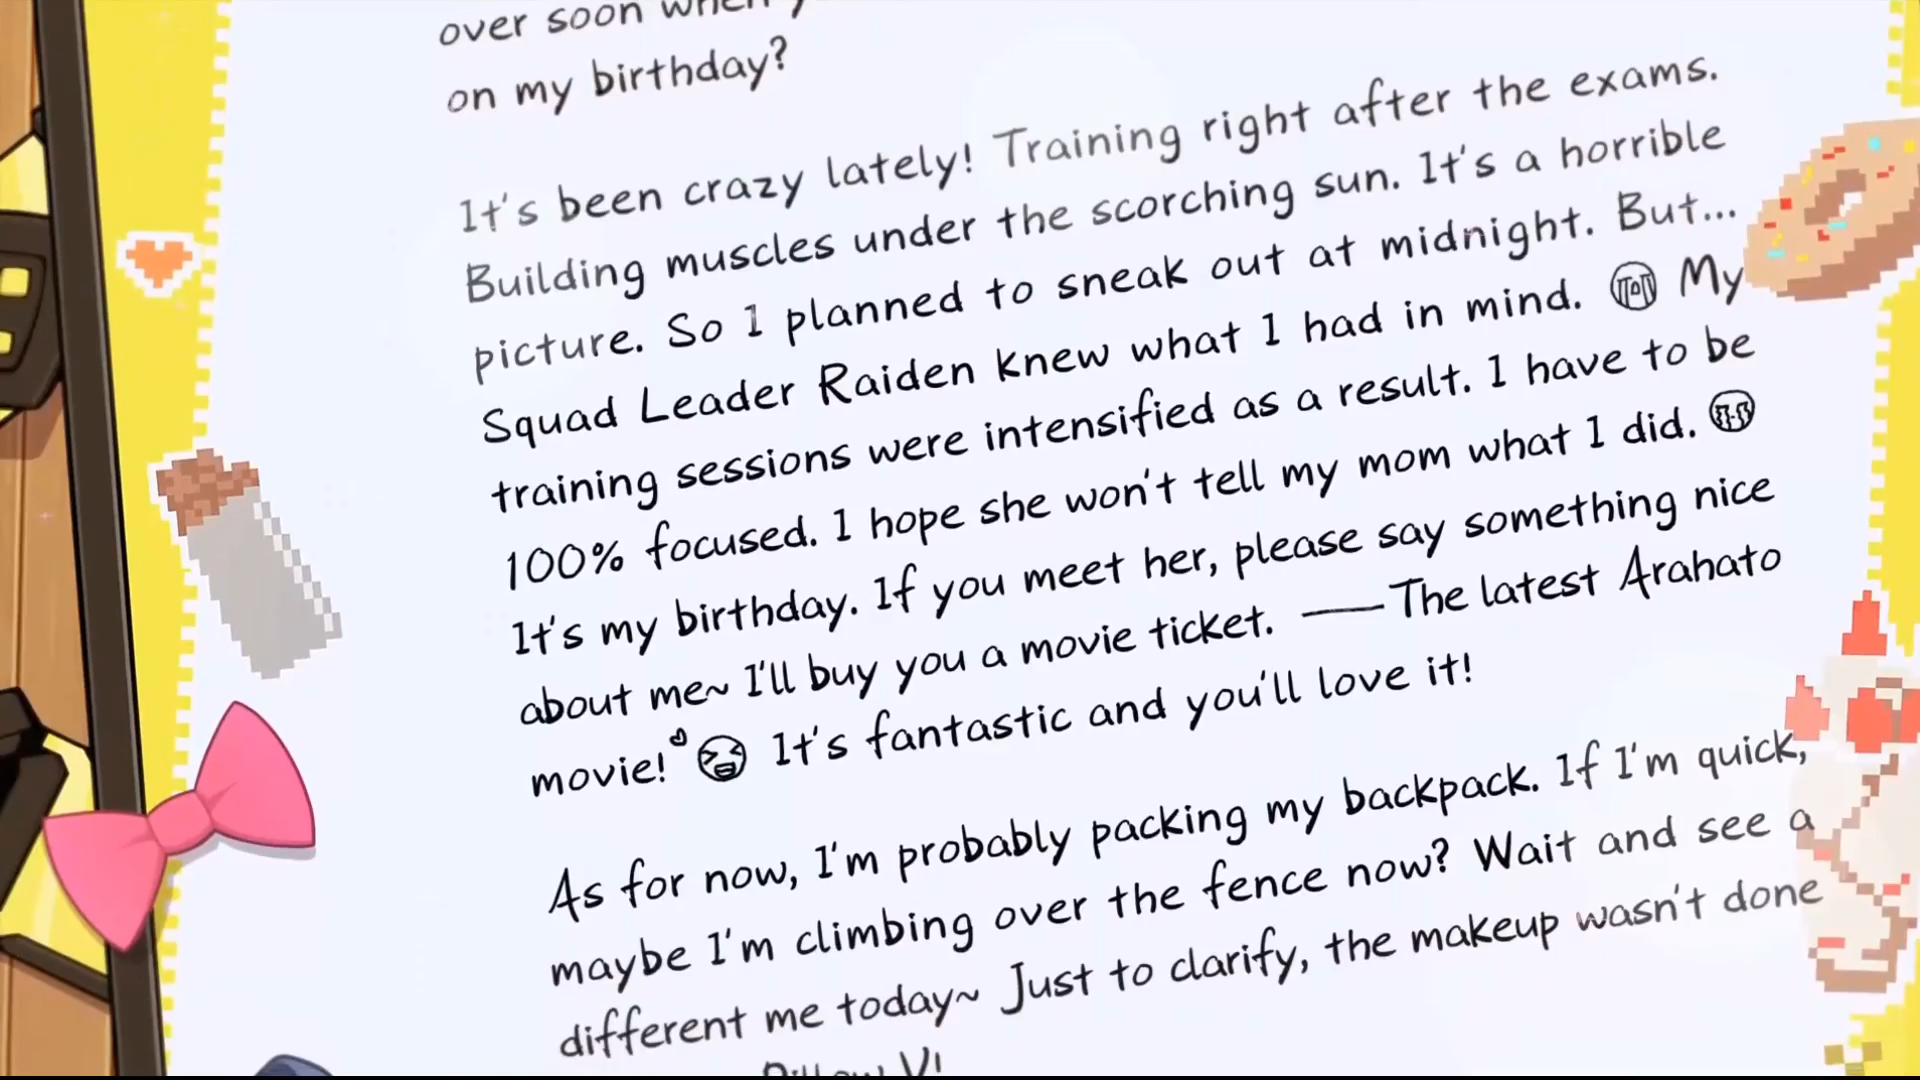 over soon when
on my birthday?
It's been crazy lately! Training right after the exams.
Building muscles under the scorching sun. It's a horrible
picture. So I planned to sneak out at midnight. But...
Squad Leader Raiden knew what I had in mind. My
training sessions were intensified as a result. I have to be
100% focused. I hope she won't tell my mom what I did.
It's my birthday. If you meet her, please say something nice
about me~ I'll buy you a movie ticket. ——The latest Arahato
movie! It's fantastic and you'll love it!
As for now, I'm probably packing my backpack. If I'm quick,
maybe I'm climbing over the fence now? Wait and see a
different me today~ Just to clarify, the makeup wasn't done